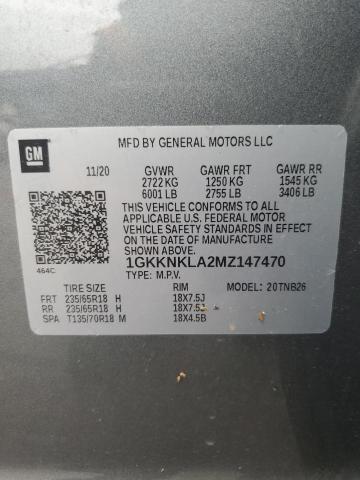 GM
MFD BY GENERAL MOTORS LLC
11/20 GVWR GAWR FRT GAWR RR
2722 KG 1250 KG 1545 KG
6001 LB 2755 LB 3406 LB
THIS VEHICLE CONFORMS TO ALL
APPLICABLE U.S. FEDERAL MOTOR
VEHICLE SAFETY STANDARDS IN EFFECT
ON THE DATE OF MANUFACTURE
SHOWN ABOVE.
464C
1GKKNKLA2MZ147470
TYPE: M.P.V.
TIRE SIZE RIM MODEL: 20TNB26
FRT 235/65R18 H 18X7.5J
RR 235/65R18 H 18X7.5J
SPA T135/70R18 M 18X4.5B